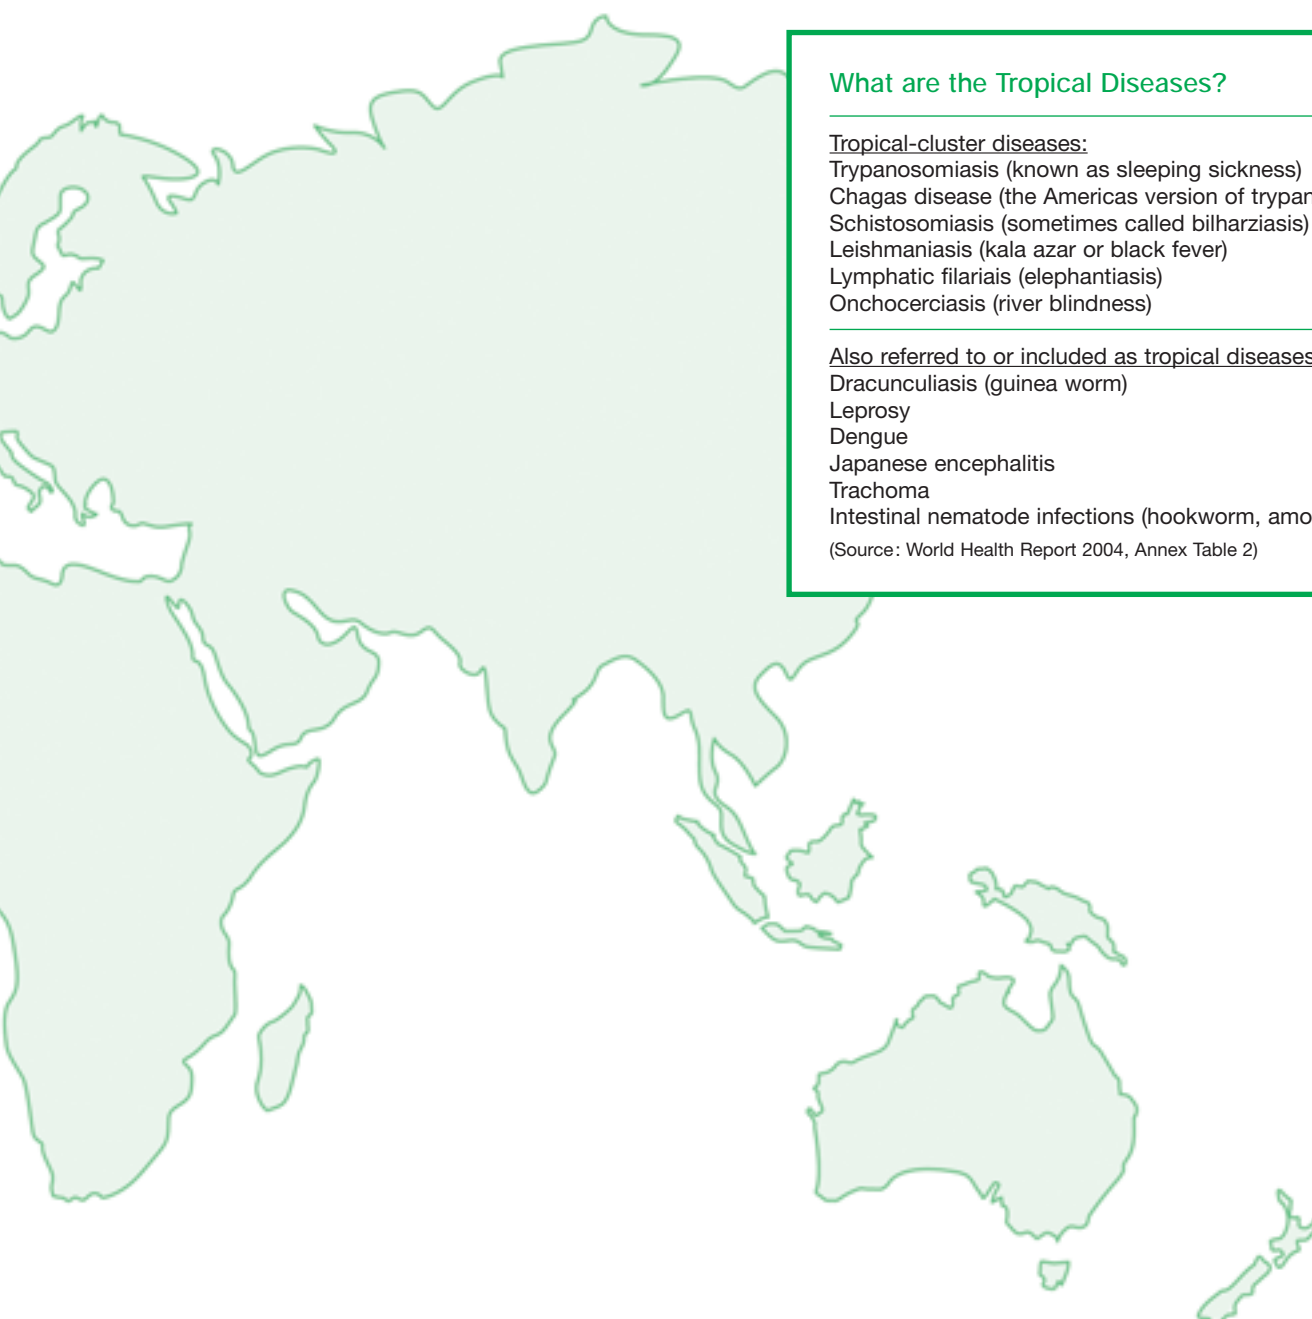 What are the Tropical Diseases?
Tropical-cluster diseases:
Trypanosomiasis (known as sleeping sickness)
Chagas disease (the Americas version of
Schistosomiasis (sometimes called bilharziasis)
Leishmaniasis (kala azar or black fever)
Lymphatic filariais (elephantiasis)
Onchocerciasis (river blindness)
Also referred to or included as tropical diseases
Dracunculiasis (guinea worm)
Leprosy
Dengue
Japanese encephalitis
Trachoma
Intestinal nematode infections (hookworm,
(Source: World Health Report 2004, Annex Table 2)